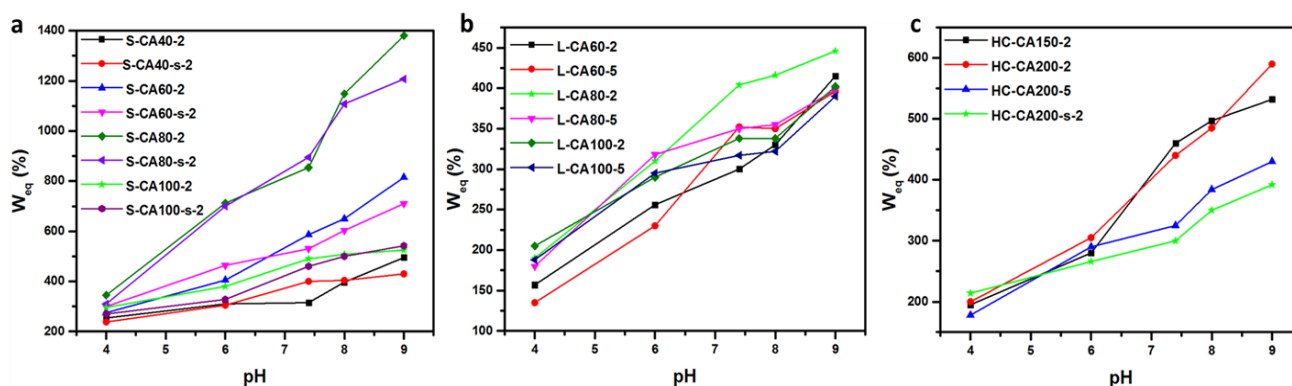 a
1400
1200
1000
800
600
400
200
W_eq (%)
S-CA40-2
S-CA40-s-2
S-CA60-2
S-CA60-s-2
S-CA80-2
S-CA80-s-2
S-CA100-2
S-CA100-s-2
4 5 6 7 8 9
pH
b
450
400
350
300
250
200
150
100
W_eq (%)
L-CA60-2
L-CA60-5
L-CA80-2
L-CA80-5
L-CA100-2
L-CA100-5
4 5 6 7 8 9
pH
c
600
500
400
300
200
W_eq (%)
HC-CA150-2
HC-CA200-2
HC-CA200-5
HC-CA200-s-2
4 5 6 7 8 9
pH